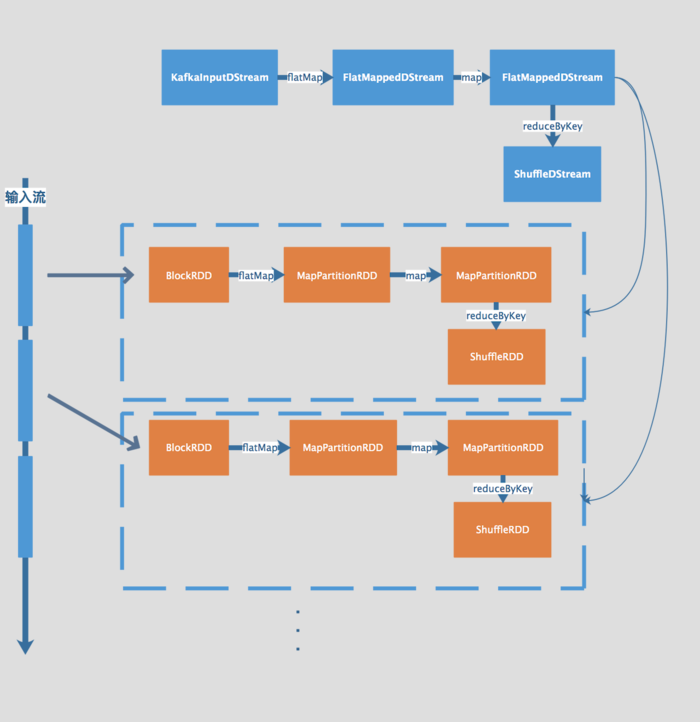 KafkaInputDStream
flatMap
FlatMappedDStream
map
FlatMappedDStream
reduceByKey
ShuffleDStream
输入流
BlockRDD
flatMap
MapPartitionRDD
map
MapPartitionRDD
reduceByKey
ShuffleRDD
BlockRDD
flatMap
MapPartitionRDD
map
MapPartitionRDD
reduceByKey
ShuffleRDD